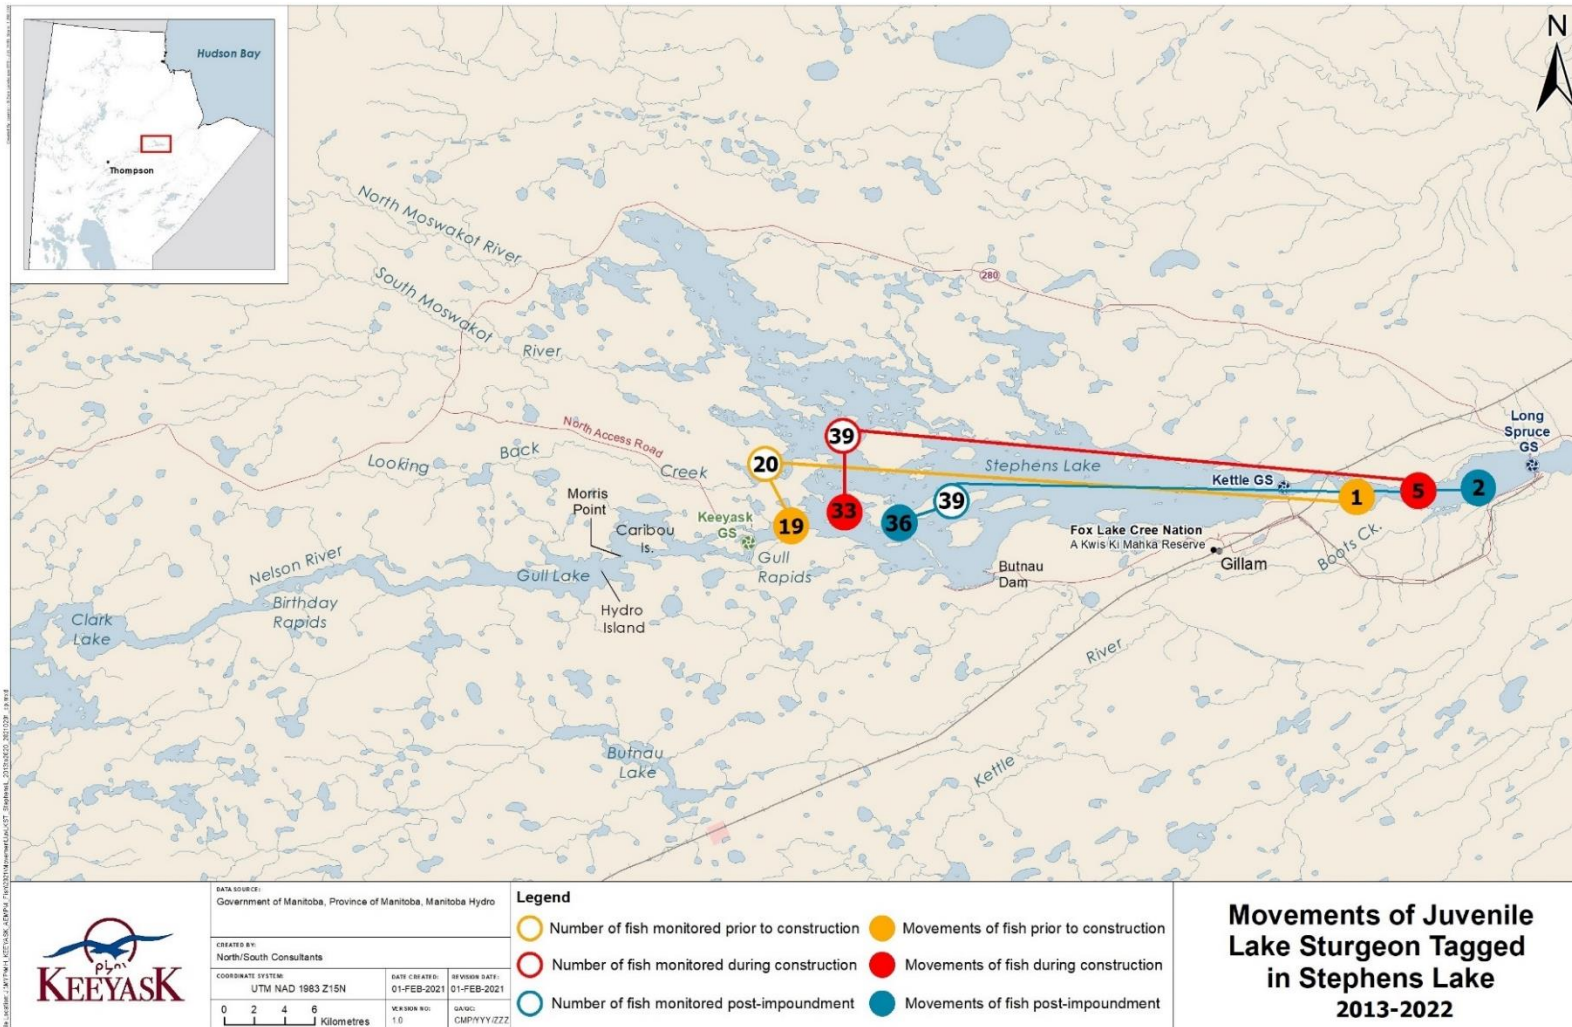 Hudson Bay
Thompson
N
North Moswakot River
South Moswakot
River
280
North Access Road
Looking
Back
Creek
Morris
Point
Caribou
Is.
Keeyask
GS
Gull
Rapids
Gull Lake
Hydro
Island
Nelson River
Birthday
Rapids
Clark
Lake
Butnau
Lake
Stephens Lake
Kettle GS
Long
Spruce
GS
Fox Lake Cree Nation
A Kwis Ki Mahka Reserve
Gillam
Boots Ck.
Butnau
Dam
Kettle
River
20
19
39
33
36
39
1
5
2
KEEYASK
DATA SOURCE:
Government of Manitoba, Province of Manitoba, Manitoba Hydro
CREATED BY:
North/South Consultants
COORDINATE SYSTEM:
UTM NAD 1983 Z15N
DATE CREATED:
01-FEB-2021
REVISION DATE:
01-FEB-2021
0 2 4 6
Kilometres
VERSION NO:
1.0
QA/QC:
CMP/YYY/ZZZ
Legend
Number of fish monitored prior to construction
Movements of fish prior to construction
Number of fish monitored during construction
Movements of fish during construction
Number of fish monitored post-impoundment
Movements of fish post-impoundment
Movements of Juvenile
Lake Sturgeon Tagged
in Stephens Lake
2013-2022